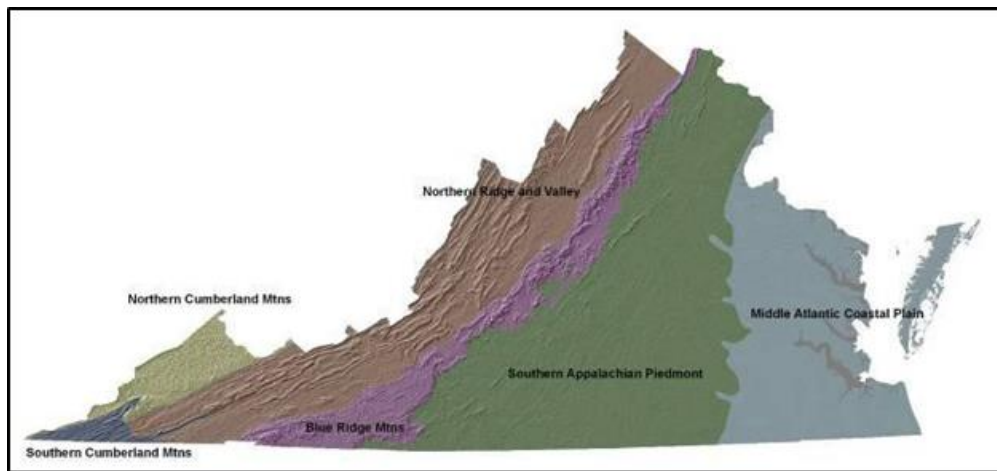 Northern Ridge and Valley
Northern Cumberland Mtns
Middle Atlantic Coastal Plain
Southern Appalachian Piedmont
Blue Ridge Mtns
Southern Cumberland Mtns